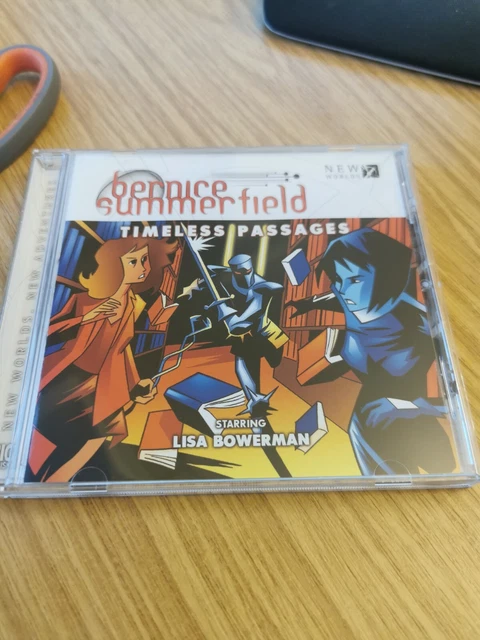 NEW
WORLDS
bernice
summerfield
TIMELESS PASSAGES
STARRING
LISA BOWERMAN
NEW WORLDS, NEW ADVENTURES